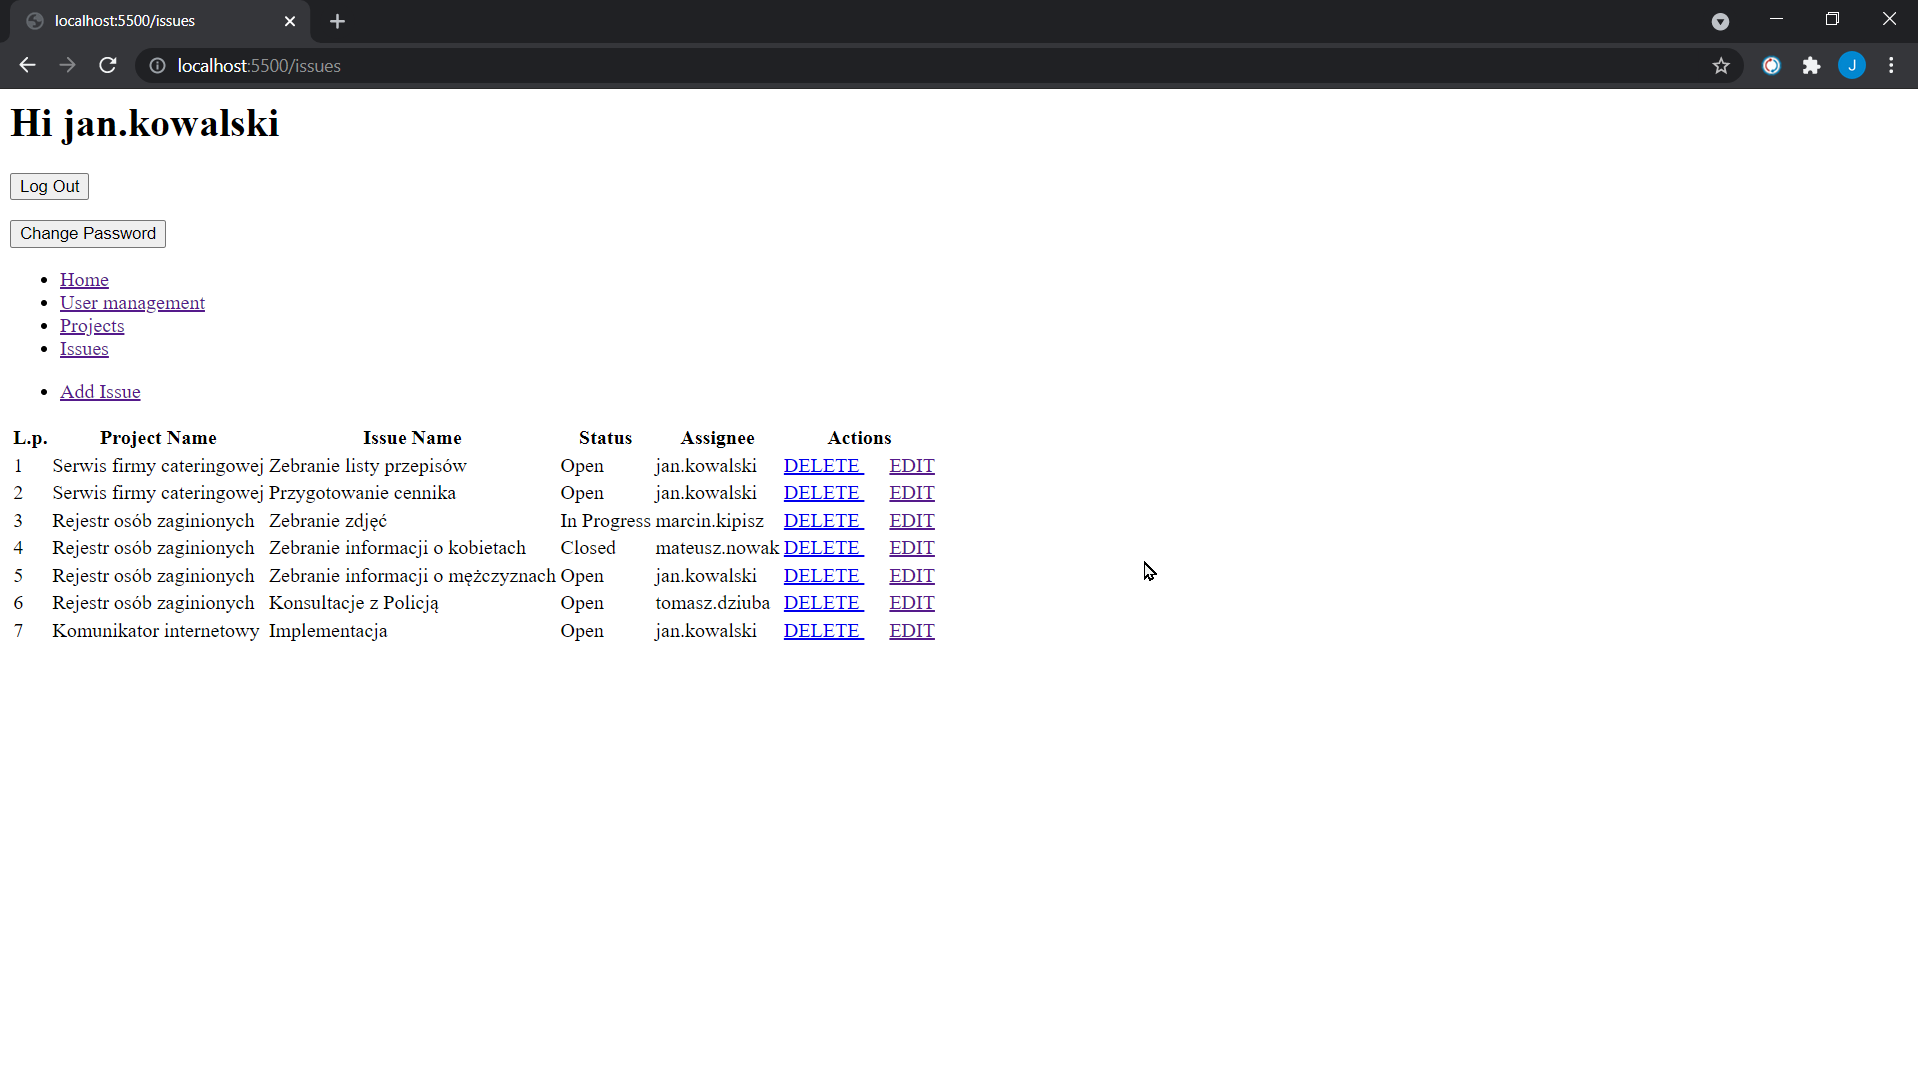 localhost:5500/issues
localhost:5500/issues
J
Hi jan.kowalski
Log Out
Change Password
Home
User management
Projects
Issues
Add Issue
L.p. Project Name Issue Name Status Assignee Actions
1 Serwis firmy cateringowej Zebranie listy przepisów Open jan.kowalski DELETE EDIT
2 Serwis firmy cateringowej Przygotowanie cennika Open jan.kowalski DELETE EDIT
3 Rejestr osób zaginionych Zebranie zdjęć In Progress marcin.kipisz DELETE EDIT
4 Rejestr osób zaginionych Zebranie informacji o kobietach Closed mateusz.nowak DELETE EDIT
5 Rejestr osób zaginionych Zebranie informacji o mężczyznach Open jan.kowalski DELETE EDIT
6 Rejestr osób zaginionych Konsultacje z Policją Open tomasz.dziuba DELETE EDIT
7 Komunikator internetowy Implementacja Open jan.kowalski DELETE EDIT